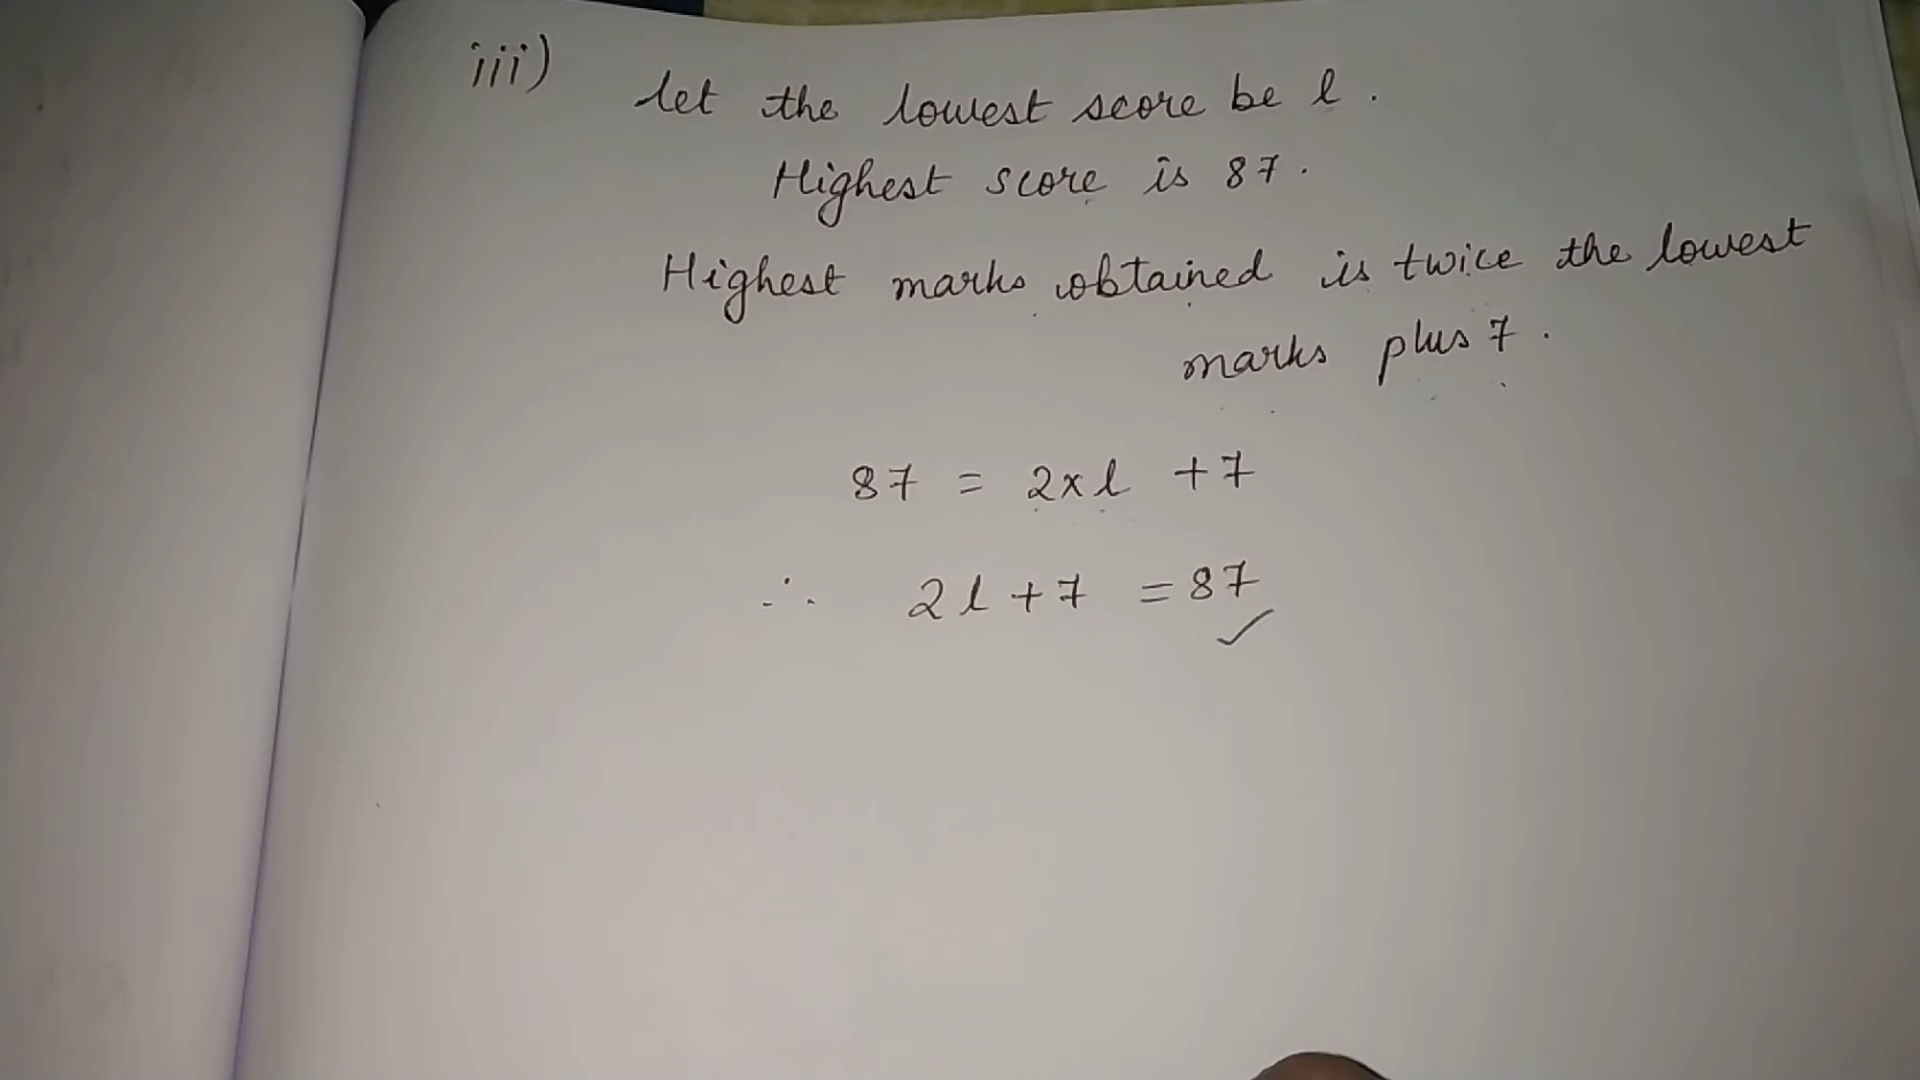 iii)
let the lowest score be l.
Highest score is 87.
Highest marks obtained is twice the lowest
marks plus 7.
87 = 2 x l + 7
∴ 2l + 7 = 87 ✓